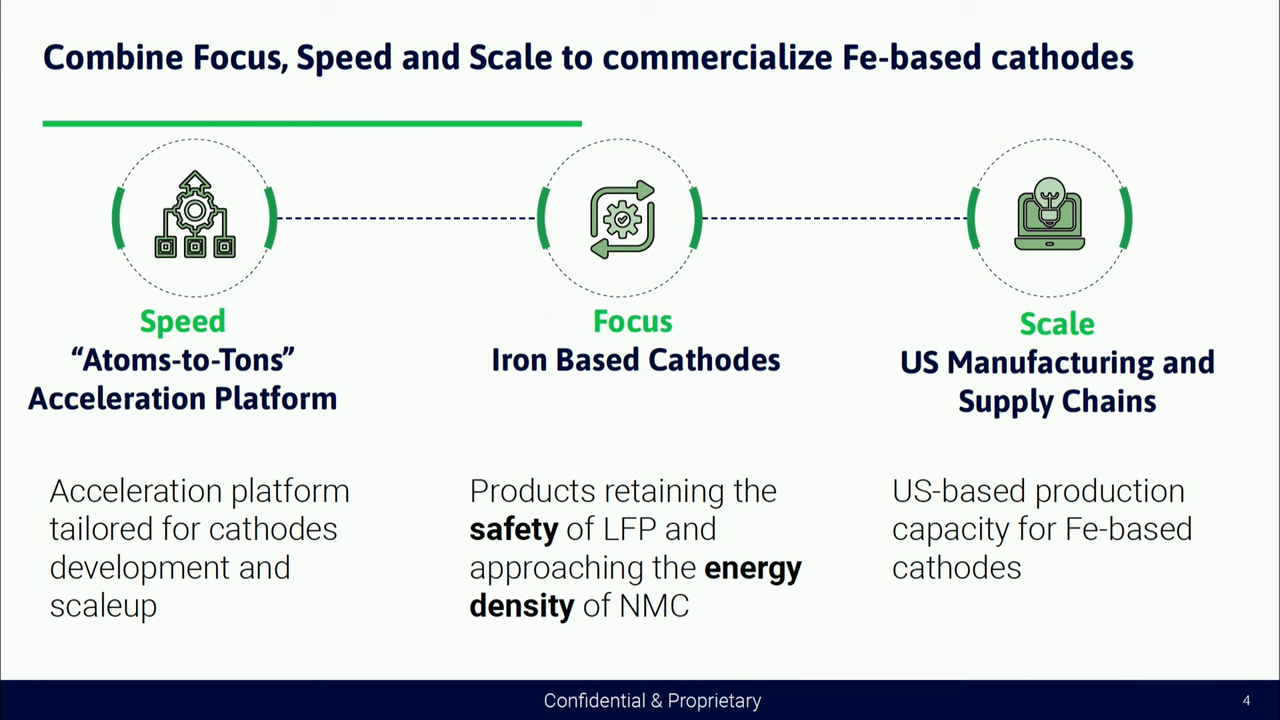 Combine Focus, Speed and Scale to commercialize Fe-based cathodes
Speed
“Atoms-to-Tons”
Acceleration Platform
Acceleration platform
tailored for cathodes
development and
scaleup
Focus
Iron Based Cathodes
Products retaining the
safety of LFP and
approaching the energy
density of NMC
Scale
US Manufacturing and
Supply Chains
US-based production
capacity for Fe-based
cathodes
Confidential & Proprietary
4